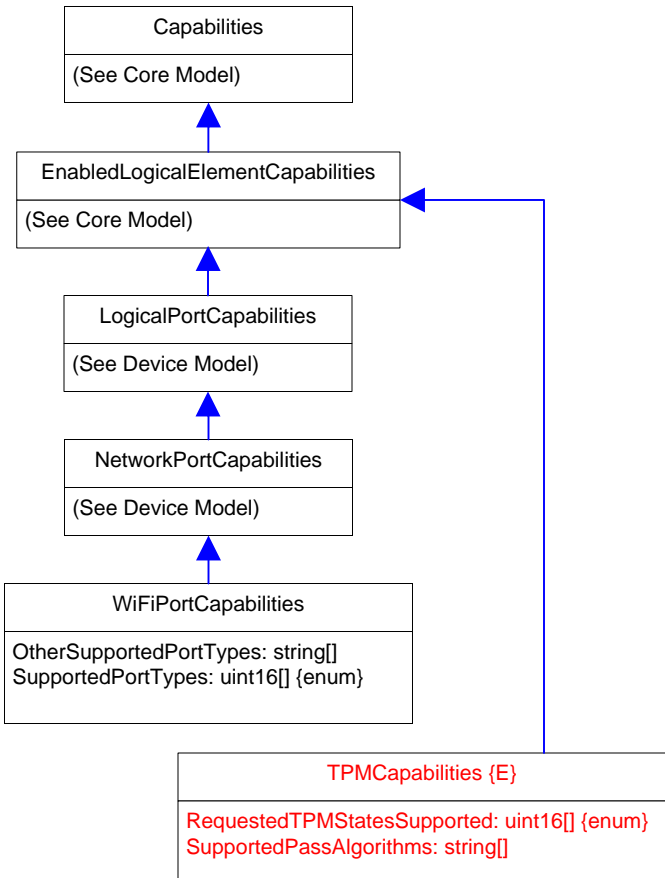 Capabilities
(See Core Model)
EnabledLogicalElementCapabilities
(See Core Model)
LogicalPortCapabilities
(See Device Model)
NetworkPortCapabilities
(See Device Model)
WiFiPortCapabilities
OtherSupportedPortTypes: string[]
SupportedPortTypes: uint16[] {enum}
TPMCapabilities {E}
RequestedTPMStatesSupported: uint16[] {enum}
SupportedPassAlgorithms: string[]